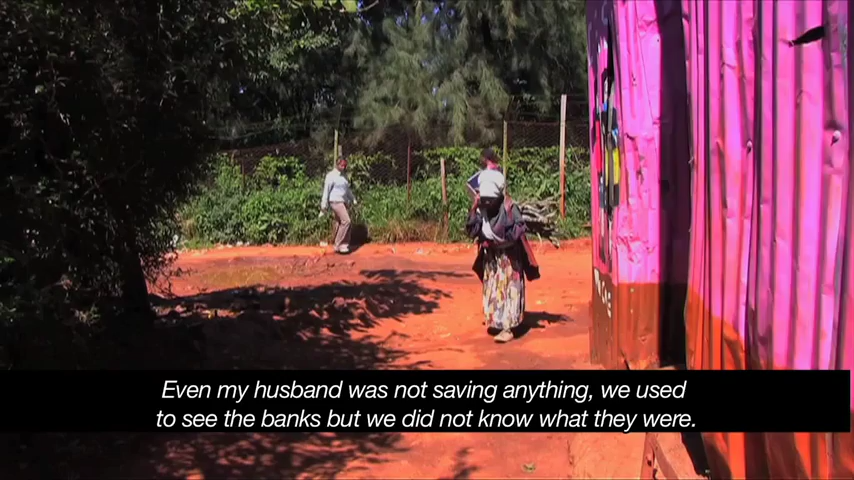 Even my husband was not saving anything, we used
to see the banks but we did not know what they were.